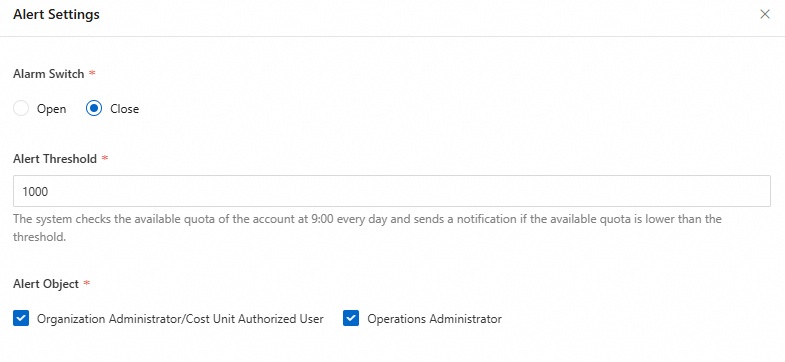 Alert Settings
Alarm Switch *
Open Close
Alert Threshold *
1000
The system checks the available quota of the account at 9:00 every day and sends a notification if the available quota is lower than the
threshold.
Alert Object *
Organization Administrator/Cost Unit Authorized User Operations Administrator